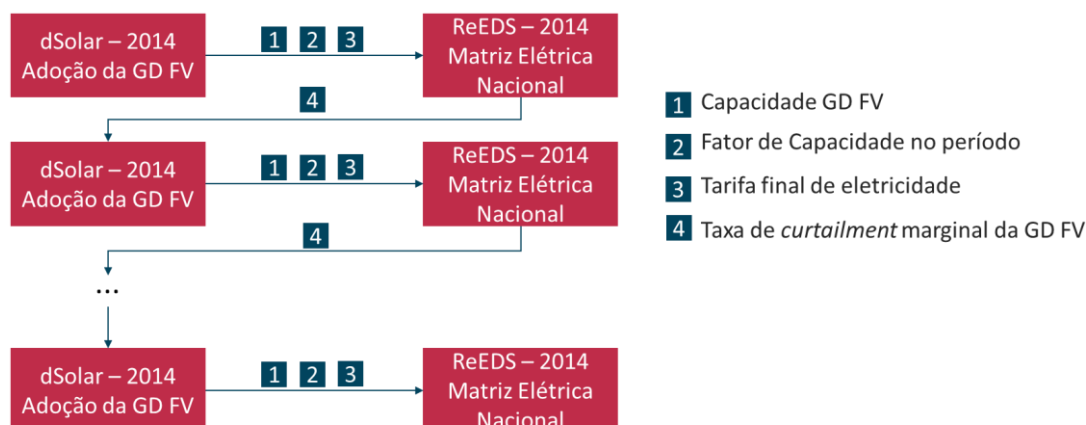 dSolar – 2014
Adoção da GD FV
1 2 3
ReEDS – 2014
Matriz Elétrica
Nacional
4
dSolar – 2014
Adoção da GD FV
1 2 3
ReEDS – 2014
Matriz Elétrica
Nacional
4
...
dSolar – 2014
Adoção da GD FV
1 2 3
ReEDS – 2014
Matriz Elétrica
Nacional
1 Capacidade GD FV
2 Fator de Capacidade no período
3 Tarifa final de eletricidade
4 Taxa de curtailment marginal da GD FV